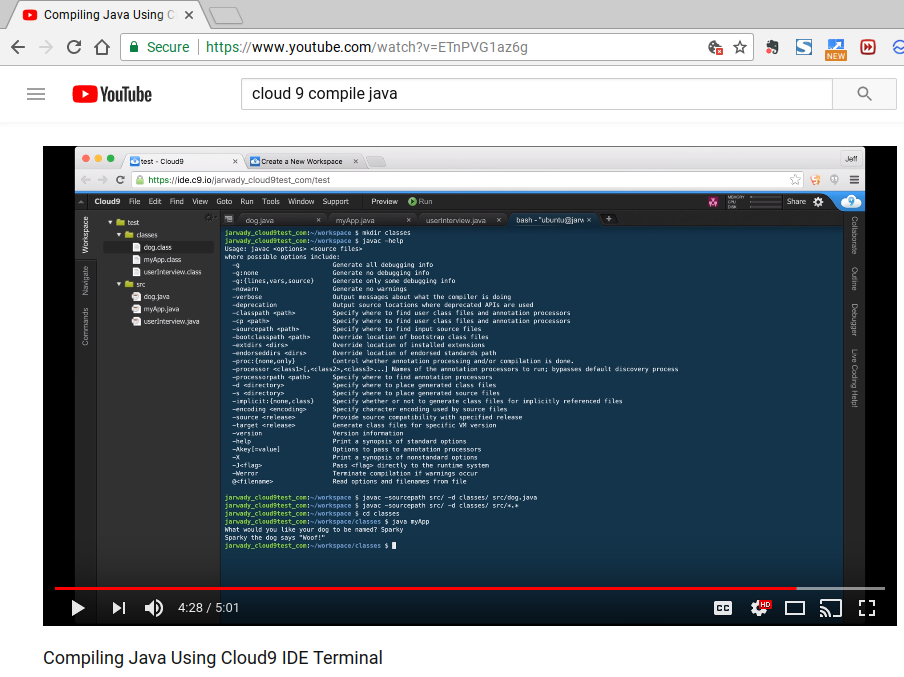 Compiling Java Using C
Secure https://www.youtube.com/watch?v=ETnPVG1az6g
NEW
YouTube cloud 9 compile java
test - Cloud9 Create a New Workspace Jeff
https://ide.c9.io/jarwady_cloud9test_com/test
Cloud9 File Edit Find View Goto Run Tools Window Support Preview Run MEMORY CPU DISK Share
Workspace
Navigate
Commands
test
classes
dog.class
myApp.class
userInterview.class
src
dog.java
myApp.java
userInterview.java
dog.java myApp.java userInterview.java bash - "ubuntu@jarw
jarwady_cloud9test_com:~/workspace $ mkdir classes
jarwady_cloud9test_com:~/workspace $ javac -help
Usage: javac <options> <source files>
where possible options include:
-g Generate all debugging info
-g:none Generate no debugging info
-g:{lines,vars,source} Generate only some debugging info
-nowarn Generate no warnings
-verbose Output messages about what the compiler is doing
-deprecation Output source locations where deprecated APIs are used
-classpath <path> Specify where to find user class files and annotation processors
-cp <path> Specify where to find user class files and annotation processors
-sourcepath <path> Specify where to find input source files
-bootclasspath <path> Override location of bootstrap class files
-extdirs <dirs> Override location of installed extensions
-endorseddirs <dirs> Override location of endorsed standards path
-proc:{none,only} Control whether annotation processing and/or compilation is done.
-processor <class1>[,<class2>,<class3>...] Names of the annotation processors to run; bypasses default discovery process
-processorpath <path> Specify where to find annotation processors
-d <directory> Specify where to place generated class files
-s <directory> Specify where to place generated source files
-implicit:{none,class} Specify whether or not to generate class files for implicitly referenced files
-encoding <encoding> Specify character encoding used by source files
-source <release> Provide source compatibility with specified release
-target <release> Generate class files for specific VM version
-version Version information
-help Print a synopsis of standard options
-Akey[=value] Options to pass to annotation processors
-X Print a synopsis of nonstandard options
-J<flag> Pass <flag> directly to the runtime system
-Werror Terminate compilation if warnings occur
@<filename> Read options and filenames from file
jarwady_cloud9test_com:~/workspace $ javac -sourcepath src/ -d classes/ src/dog.java
jarwady_cloud9test_com:~/workspace $ javac -sourcepath src/ -d classes/ src/*.*
jarwady_cloud9test_com:~/workspace $ cd classes
jarwady_cloud9test_com:~/workspace/classes $ java myApp
What would you like your dog to be named? Sparky
Sparky the dog says "Woof!"
jarwady_cloud9test_com:~/workspace/classes $
Collaborate
Outline
Debugger
Live Coding Help!
4:28 / 5:01 CC HD
Compiling Java Using Cloud9 IDE Terminal